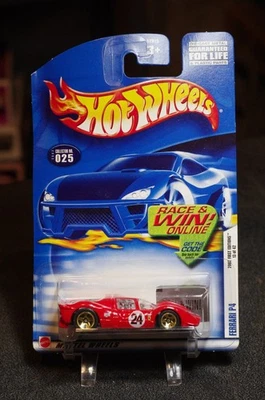 3+
GUARANTEED
FOR LIFE
HOT WHEELS
COLLECTOR NO.
025
RACE &
WIN!
ONLINE
GET THE
CODE
2001 FIRST EDITIONS
FERRARI P4
24